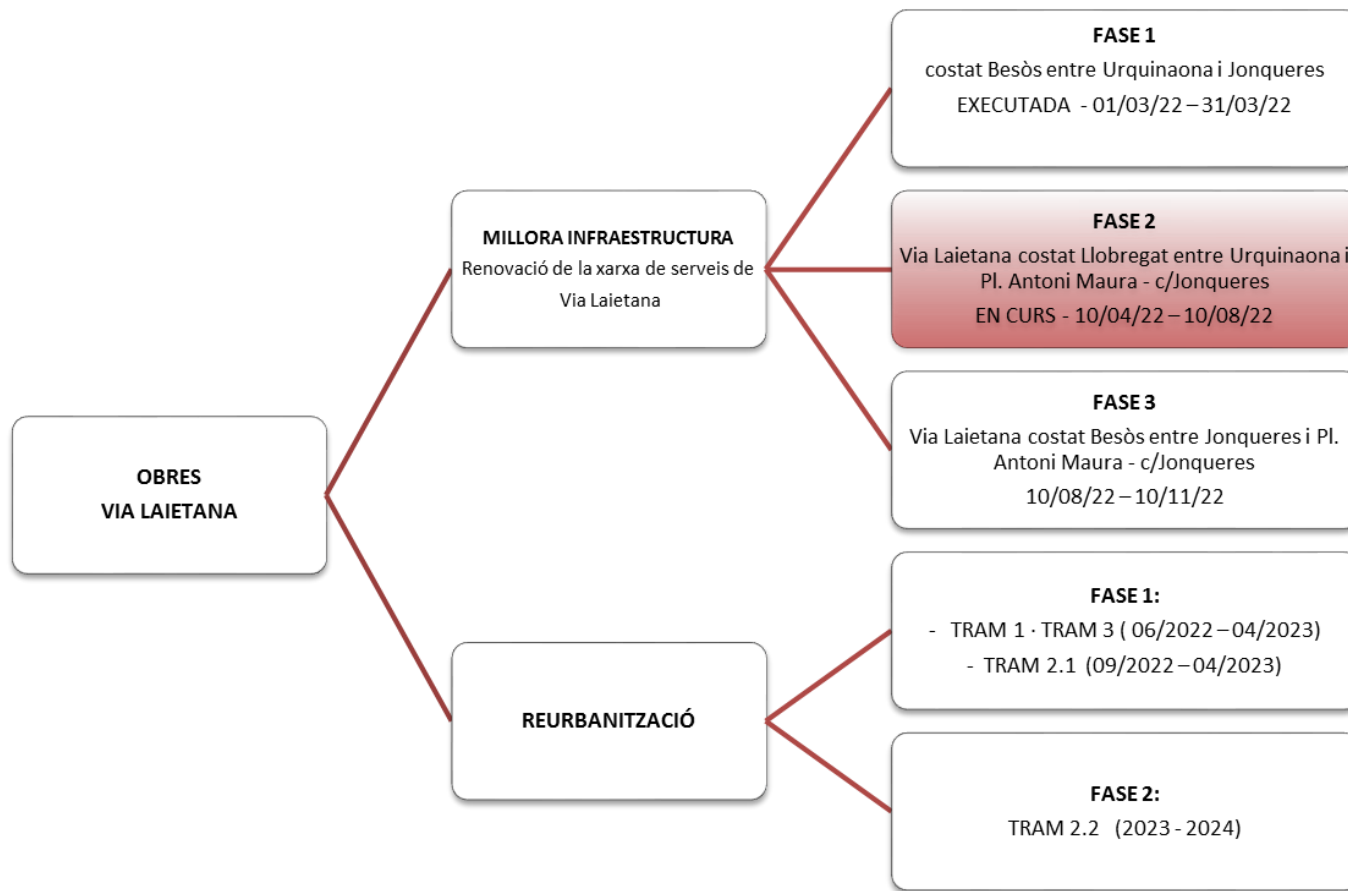 OBRES
VIA LAIETANA
MILLORA INFRAESTRUCTURA
Renovació de la xarxa de serveis de
Via Laietana
REURBANITZACIÓ
FASE 1
costat Besòs entre Urquinaona i Jonqueres
EXECUTADA - 01/03/22 – 31/03/22
FASE 2
Via Laietana costat Llobregat entre Urquinaona i
Pl. Antoni Maura - c/Jonqueres
EN CURS - 10/04/22 – 10/08/22
FASE 3
Via Laietana costat Besòs entre Jonqueres i Pl.
Antoni Maura - c/Jonqueres
10/08/22 – 10/11/22
FASE 1:
- TRAM 1 · TRAM 3 ( 06/2022 – 04/2023)
- TRAM 2.1 (09/2022 – 04/2023)
FASE 2:
TRAM 2.2 (2023 - 2024)